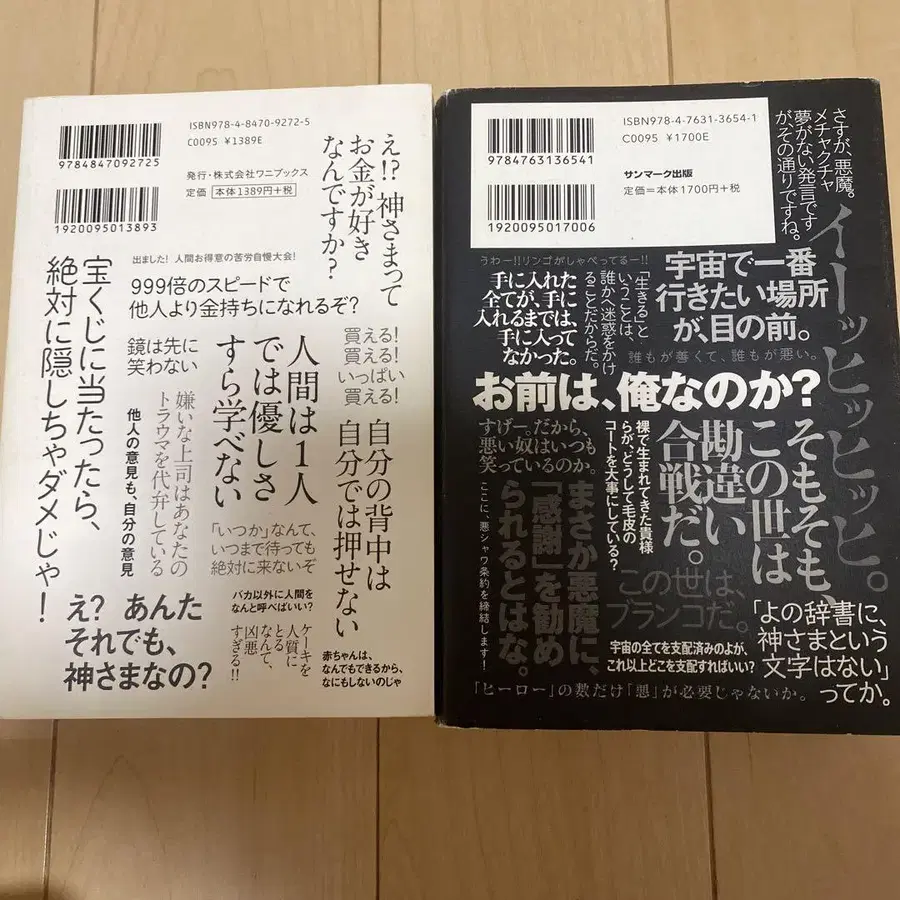 ISBN978-4-8470-9272-5
C0095 ¥1389E
9784847092725
発行・株式会社ワニブックス
定価 本体1389円+税
1920095013893
え!? 神さまって
お金が好き
なんですか?
出ました! 人間お得意の苦労自慢大会!
999倍のスピードで
他人より金持ちになれるぞ?
宝くじに当たったら、
絶対に隠しちゃダメじゃ!
鏡は先に
笑わない
人間は1人
では優しさ
すら学べない
買える!
買える!
いっぱい
買える!
嫌いな上司はあなたの
トラウマを代弁している
他人の意見も、自分の意見
自分の背中は
自分では押せない
「いつか」なんて、
いつまで待っても
絶対に来ないぞ
え? あんた
それでも、
神さまなの?
バカ以外に人間を
なんと呼べばいい?
ケーキを
人質に
とる
なんて、
凶悪
すぎる!!
赤ちゃんは、
なんでもできるから、
なにもしないのじゃ
ISBN978-4-7631-3654-1
C0095 ¥1700E
9784763136541
サンマーク出版
定価=本体1700円+税
1920095017006
さすが、悪魔。
メチャクチャ
夢がない発言です
がその通りですね。
イーッヒッヒッヒ。
うわー!!リンゴがしゃべってるー!!
手に入れた
全てが、手に
入れるまでは、
手に入って
なかった。
「生きる」と
いうことは、
誰かへ迷惑をかけ
ることだからだ。
宇宙で一番
行きたい場所
が、目の前。
誰もが善くて、誰もが悪い。
お前は、俺なのか?
すげー。だから、
悪い奴はいつも
笑っているのか。
裸で生まれてきた貴様
らが、どうして毛皮の
コートを大事にしている?
そもそも、
この世は
勘違い
合戦だ。
ここに、悪シャワ条約を締結します!
まさか悪魔に、
「感謝」を勧め
られるとはな。
この世は、
ブランコだ。
「よの辞書に、
神さまという
文字はない」
ってか。
宇宙の全てを支配済みのよが、
これ以上どこを支配すればいい?
「ヒーロー」の数だけ「悪」が必要じゃないか。